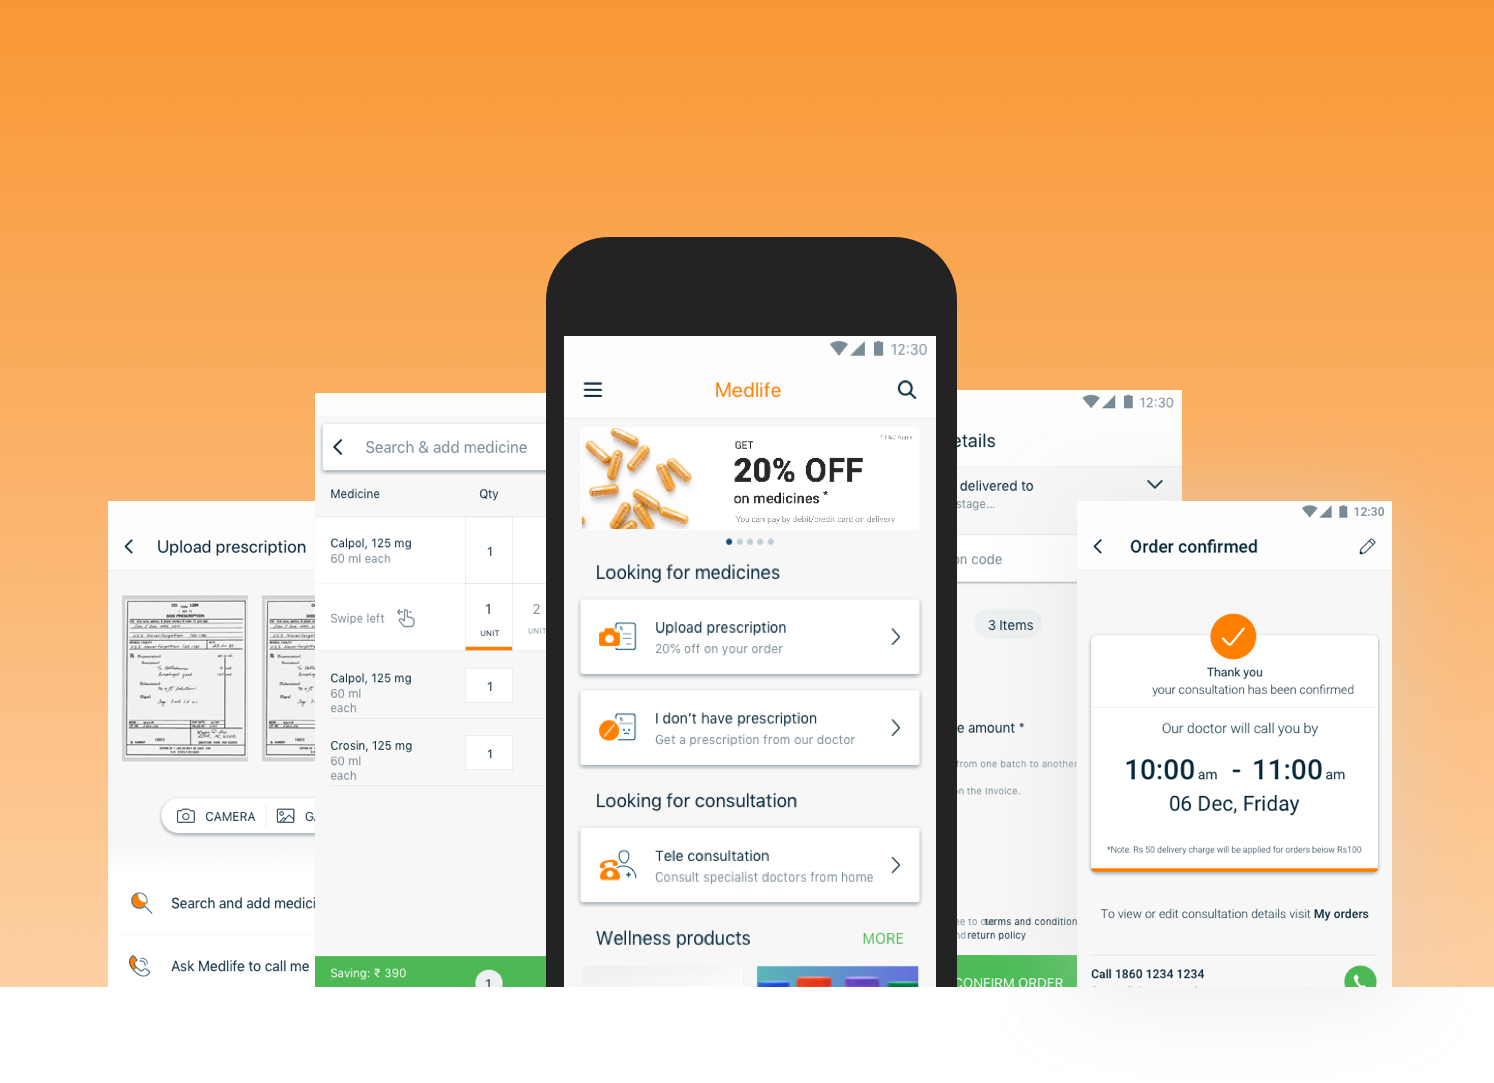 Upload prescription
CAMERA
Search and add medici
Ask Medlife to call me
Search & add medicine
Medicine Qty
Calpol, 125 mg
60 ml each
1
Swipe left
1
UNIT
2
UNIT
Calpol, 125 mg
60 ml
each
1
Crosin, 125 mg
60 ml
each
1
Saving: ₹ 390
1
12:30
Medlife
GET
20% OFF
on medicines *
You can pay by debit/credit card on delivery
Looking for medicines
Upload prescription
20% off on your order
I don't have prescription
Get a prescription from our doctor
Looking for consultation
Tele consultation
Consult specialist doctors from home
Wellness products MORE
12:30
etails
delivered to
stage...
on code
3 Items
e amount *
from one batch to another
on the Invoice.
ee to our terms and condition
nd return policy
CONFIRM ORDER
12:30
Order confirmed
Thank you
your consultation has been confirmed
Our doctor will call you by
10:00 am - 11:00 am
06 Dec, Friday
*Note: Rs 50 delivery charge will be applied for orders below Rs100
To view or edit consultation details visit My orders
Call 1860 1234 1234